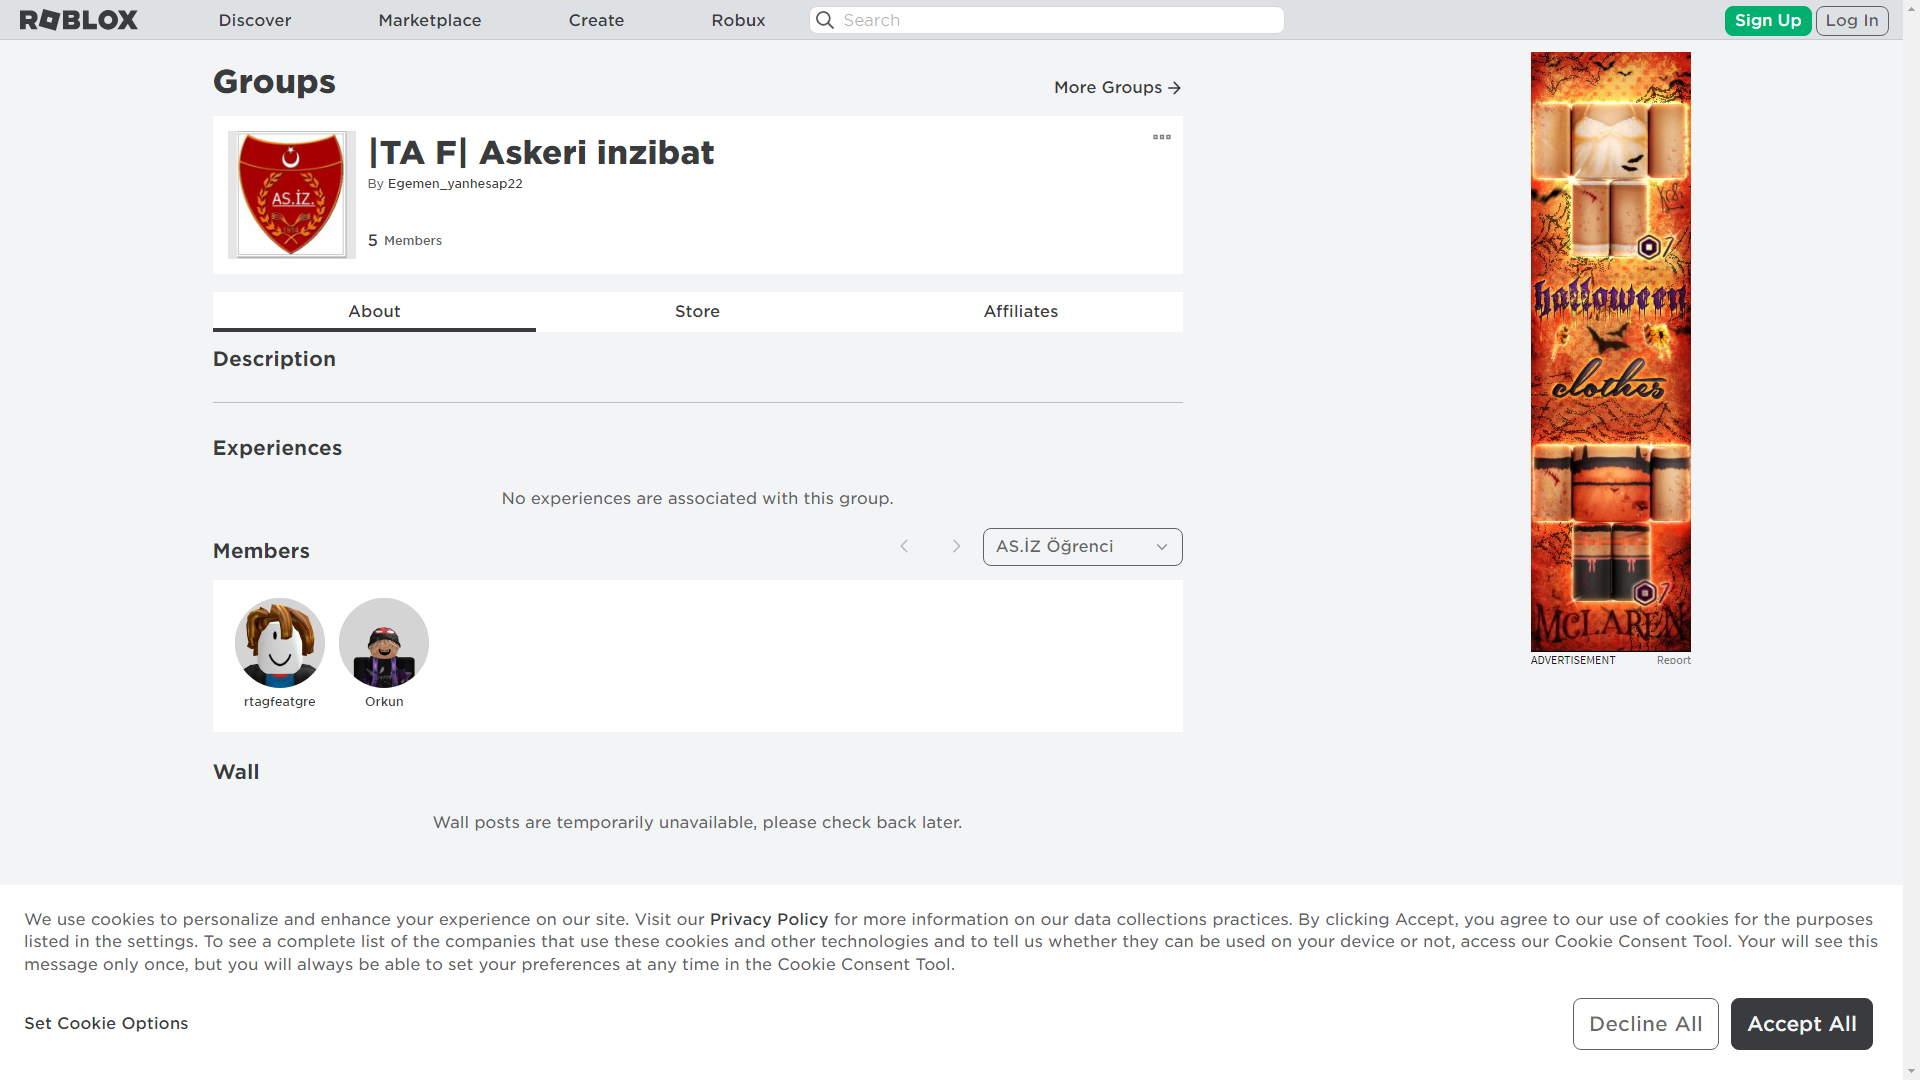 ROBLOX
Discover
Marketplace
Create
Robux
Search
Sign Up
Log In
Groups
More Groups
|TA F| Askeri inzibat
By Egemen_yanhesap22
5 Members
AS.İZ.
1914
About
Store
Affiliates
Description
Experiences
No experiences are associated with this group.
Members
AS.İZ Öğrenci
rtagfeatgre
Orkun
Wall
Wall posts are temporarily unavailable, please check back later.
7
halloween
clothes
7
MCLAREN
ADVERTISEMENT
Report
We use cookies to personalize and enhance your experience on our site. Visit our Privacy Policy for more information on our data collections practices. By clicking Accept, you agree to our use of cookies for the purposes
listed in the settings. To see a complete list of the companies that use these cookies and other technologies and to tell us whether they can be used on your device or not, access our Cookie Consent Tool. Your will see this
message only once, but you will always be able to set your preferences at any time in the Cookie Consent Tool.
Set Cookie Options
Decline All
Accept All